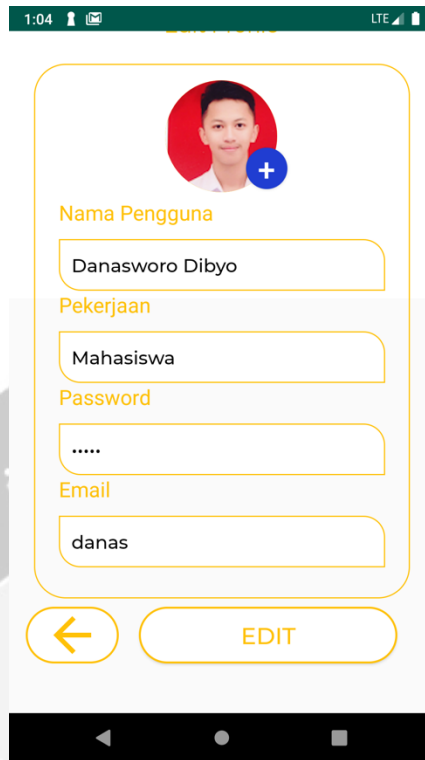 1:04
LTE
Nama Pengguna
Danasworo Dibyo
Pekerjaan
Mahasiswa
Password
•••••
Email
danas
EDIT